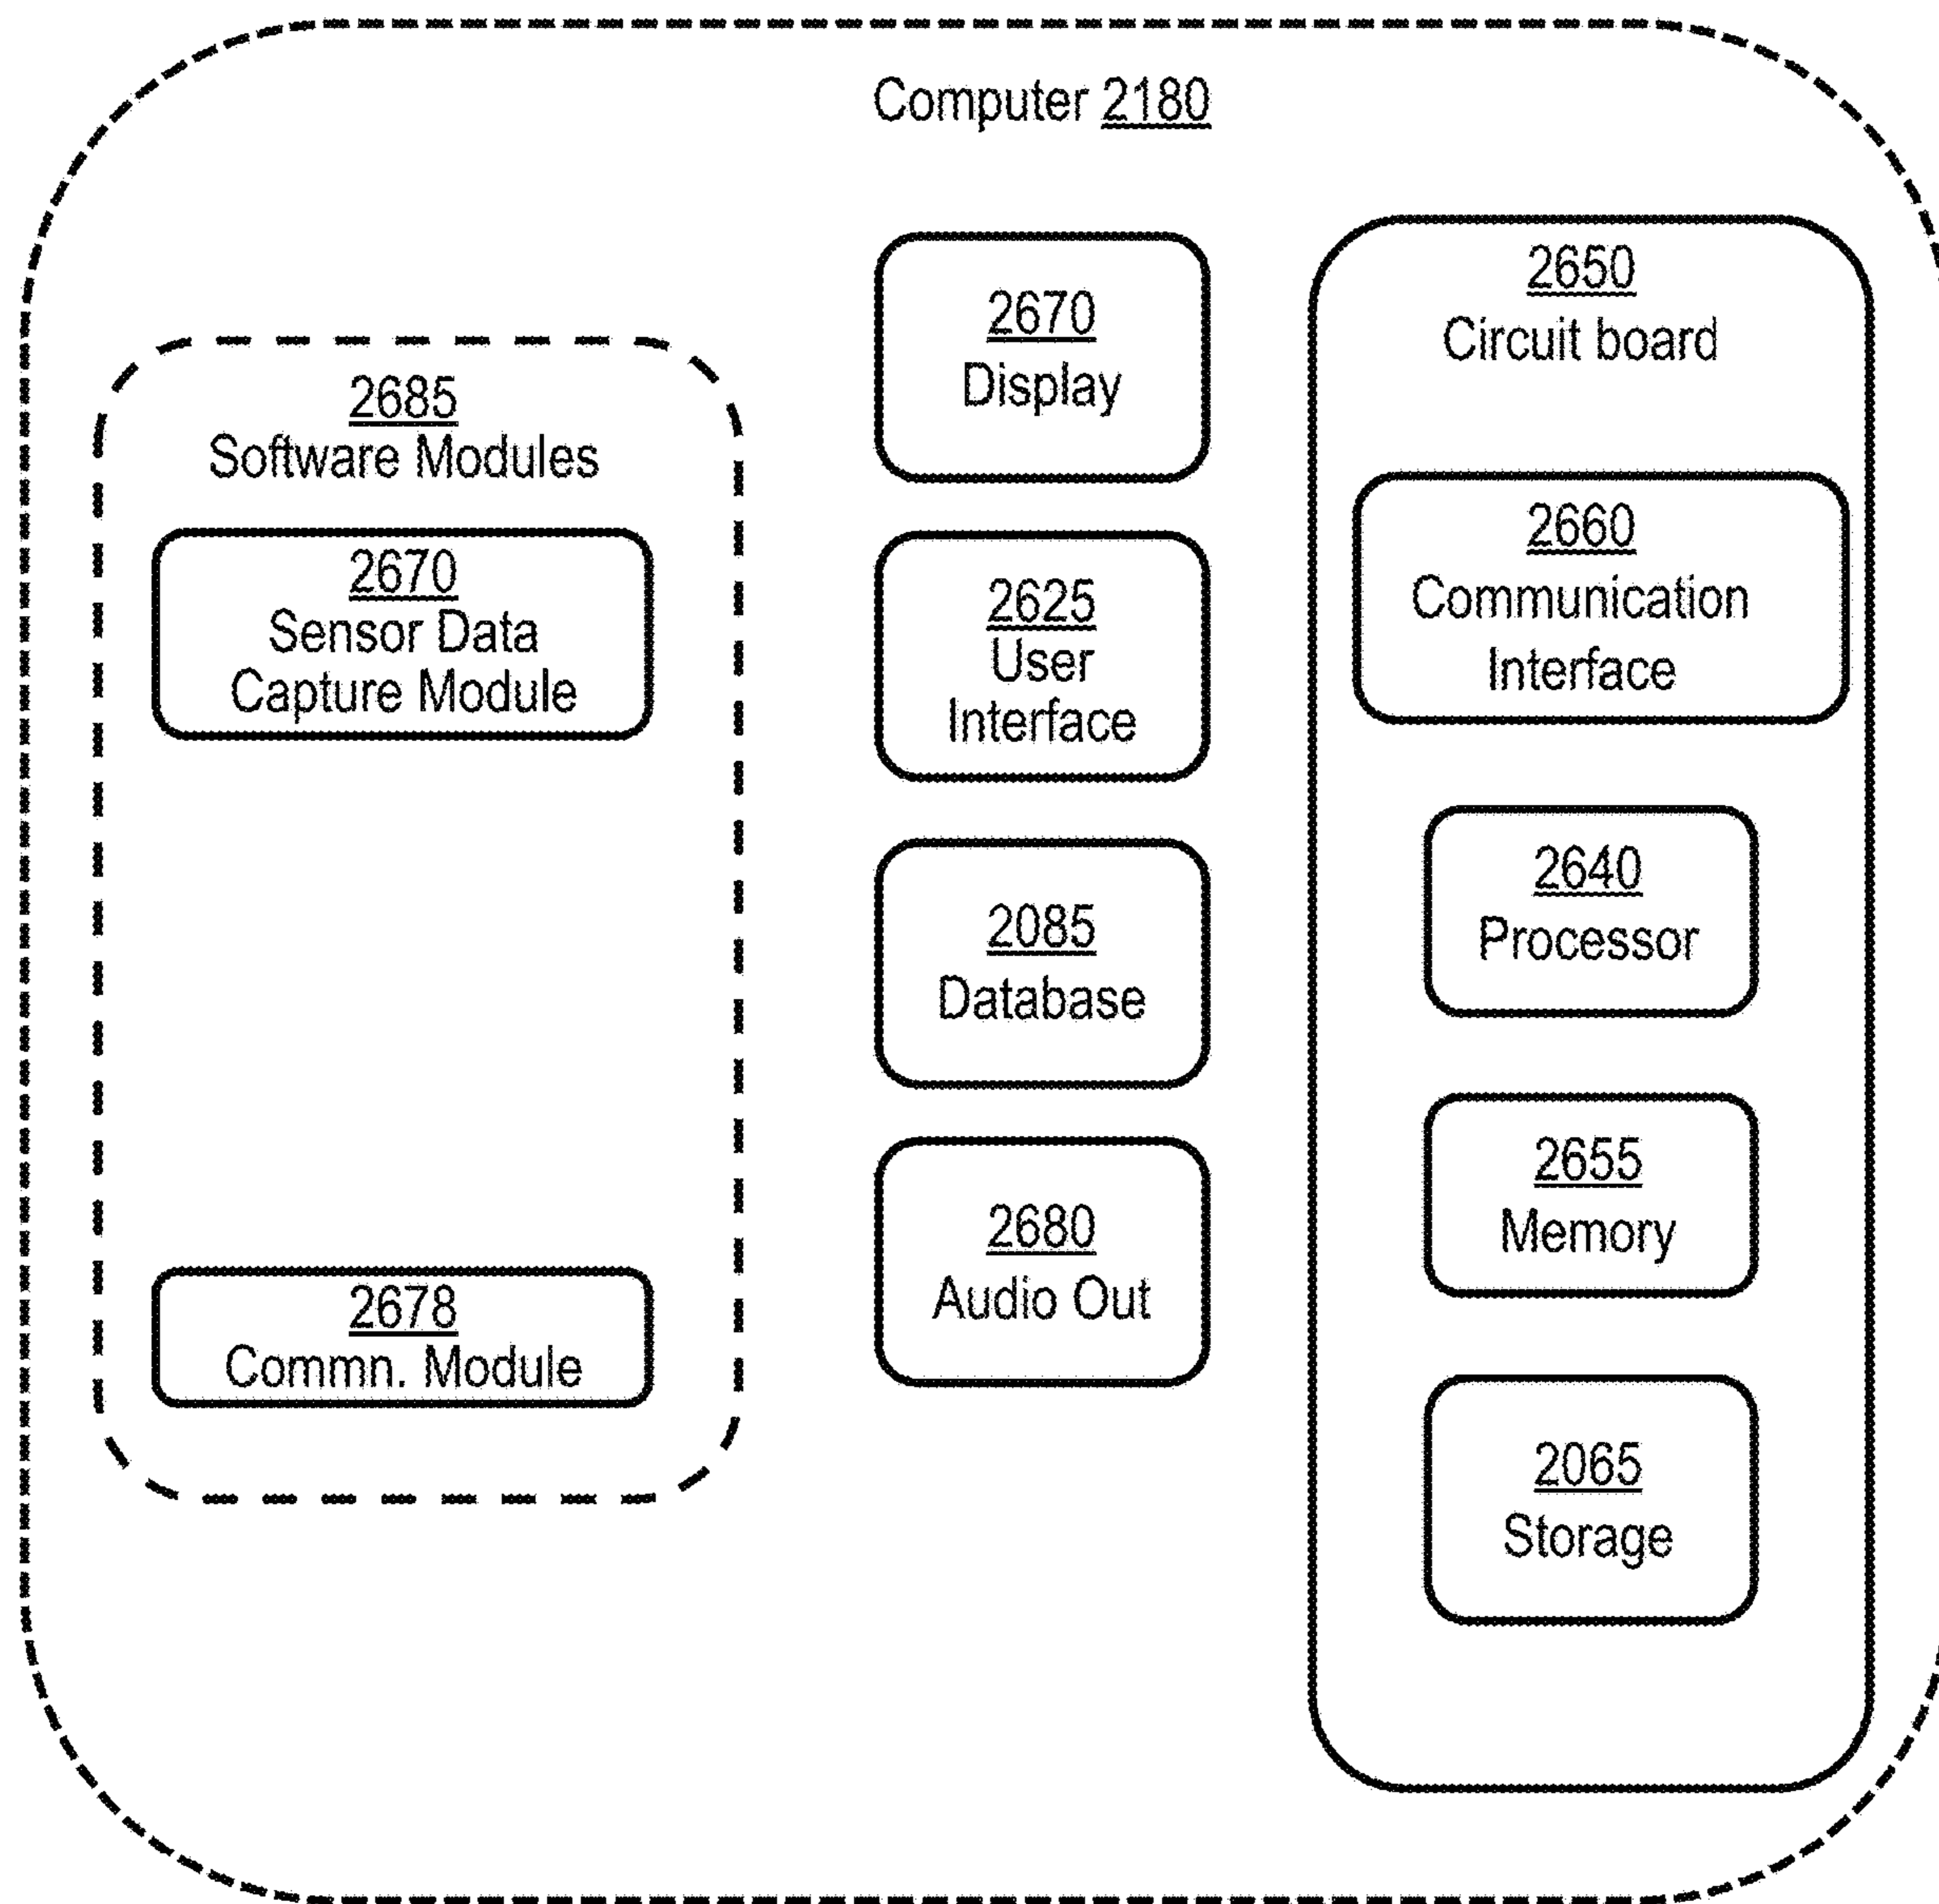 Computer 2180
2685
Software Modules
2670
Sensor Data
Capture Module
2678
Commn. Module
2670
Display
2625
User
Interface
2085
Database
2680
Audio Out
2650
Circuit board
2660
Communication
Interface
2640
Processor
2655
Memory
2065
Storage